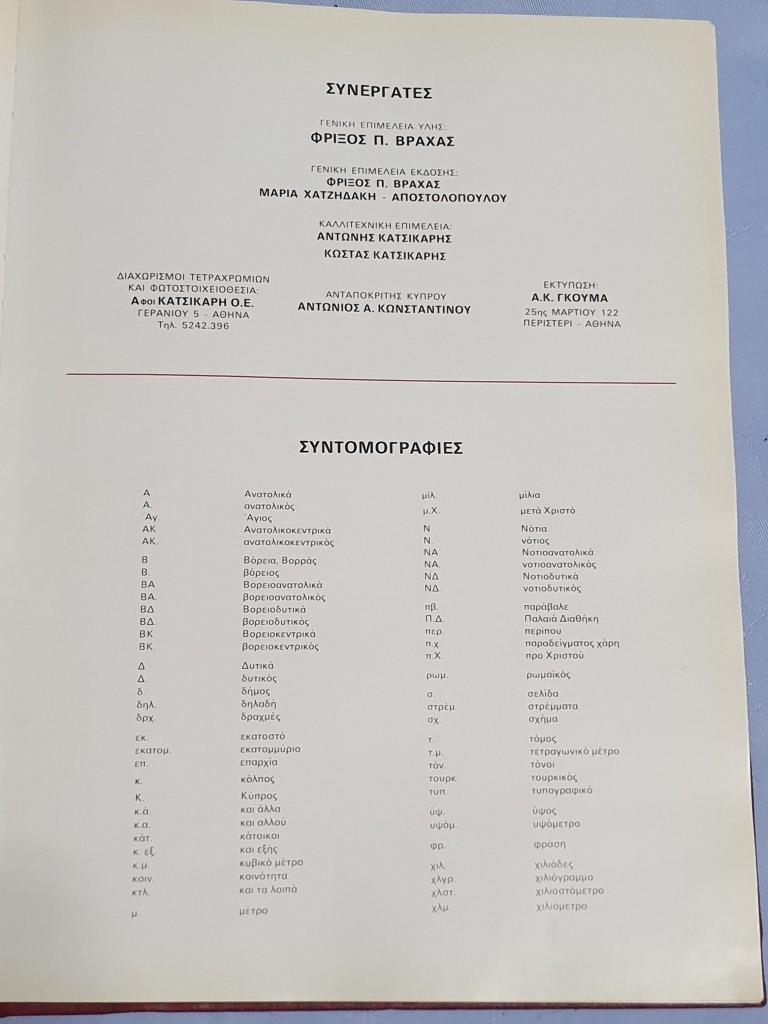 ΣΥΝΕΡΓΑΤΕΣ
ΓΕΝΙΚΗ ΕΠΙΜΕΛΕΙΑ ΥΛΗΣ:
ΦΡΙΞΟΣ Π. ΒΡΑΧΑΣ
ΓΕΝΙΚΗ ΕΠΙΜΕΛΕΙΑ ΕΚΔΟΣΗΣ:
ΦΡΙΞΟΣ Π. ΒΡΑΧΑΣ
ΜΑΡΙΑ ΧΑΤΖΗΔΑΚΗ - ΑΠΟΣΤΟΛΟΠΟΥΛΟΥ
ΚΑΛΛΙΤΕΧΝΙΚΗ ΕΠΙΜΕΛΕΙΑ:
ΑΝΤΩΝΗΣ ΚΑΤΣΙΚΑΡΗΣ
ΚΩΣΤΑΣ ΚΑΤΣΙΚΑΡΗΣ
ΔΙΑΧΩΡΙΣΜΟΙ ΤΕΤΡΑΧΡΩΜΙΩΝ
ΚΑΙ ΦΩΤΟΣΤΟΙΧΕΙΟΘΕΣΙΑ:
Αφοι ΚΑΤΣΙΚΑΡΗ Ο.Ε.
ΓΕΡΑΝΙΟΥ 5 - ΑΘΗΝΑ
Τηλ. 5242.396
ΑΝΤΑΠΟΚΡΙΤΗΣ ΚΥΠΡΟΥ
ΑΝΤΩΝΙΟΣ Α. ΚΩΝΣΤΑΝΤΙΝΟΥ
ΕΚΤΥΠΩΣΗ:
Α.Κ. ΓΚΟΥΜΑ
25ης ΜΑΡΤΙΟΥ 122
ΠΕΡΙΣΤΕΡΙ - ΑΘΗΝΑ
ΣΥΝΤΟΜΟΓΡΑΦΙΕΣ
Α Ανατολικά
Α. ανατολικός
Άγ. Άγιος
ΑΚ Ανατολικοκεντρικά
ΑΚ. ανατολικοκεντρικός
Β Βόρεια, Βορράς
Β. βόρειος
ΒΑ Βορειοανατολικά
ΒΑ. βορειοανατολικός
ΒΔ Βορειοδυτικά
ΒΔ. βορειοδυτικός
ΒΚ Βορειοκεντρικά
ΒΚ. βορειοκεντρικός
Δ Δυτικά
Δ. δυτικός
δ. δήμος
δηλ. δηλαδή
δρχ. δραχμές
εκ. εκατοστό
εκατομ. εκατομμύριο
επ. επαρχία
κ. κόλπος
Κ. Κύπρος
κ.ά. και άλλα
κ.α. και αλλού
κάτ. κάτοικοι
κ. εξ. και εξής
κ.μ. κυβικό μέτρο
κοιν. κοινότητα
κτλ. και τα λοιπά
μ. μέτρο
μίλ. μίλια
μ.Χ. μετά Χριστό
Ν Νότια
Ν. νότιος
ΝΑ Νοτιοανατολικά
ΝΑ. νοτιοανατολικός
ΝΔ Νοτιοδυτικά
ΝΔ. νοτιοδυτικός
πβ. παράβαλε
Π.Δ. Παλαιά Διαθήκη
περ. περίπου
π.χ. παραδείγματος χάρη
π.Χ. προ Χριστού
ρωμ. ρωμαϊκός
σ. σελίδα
στρέμ. στρέμματα
σχ. σχήμα
τ. τόμος
τ.μ. τετραγωνικό μέτρο
τόν. τόνοι
τουρκ. τουρκικός
τυπ. τυπογραφικό
ύψ. ύψος
υψόμ. υψόμετρο
φρ. φράση
χιλ. χιλιάδες
χλγρ. χιλιόγραμμο
χλστ. χιλιοστόμετρο
χλμ. χιλιόμετρο